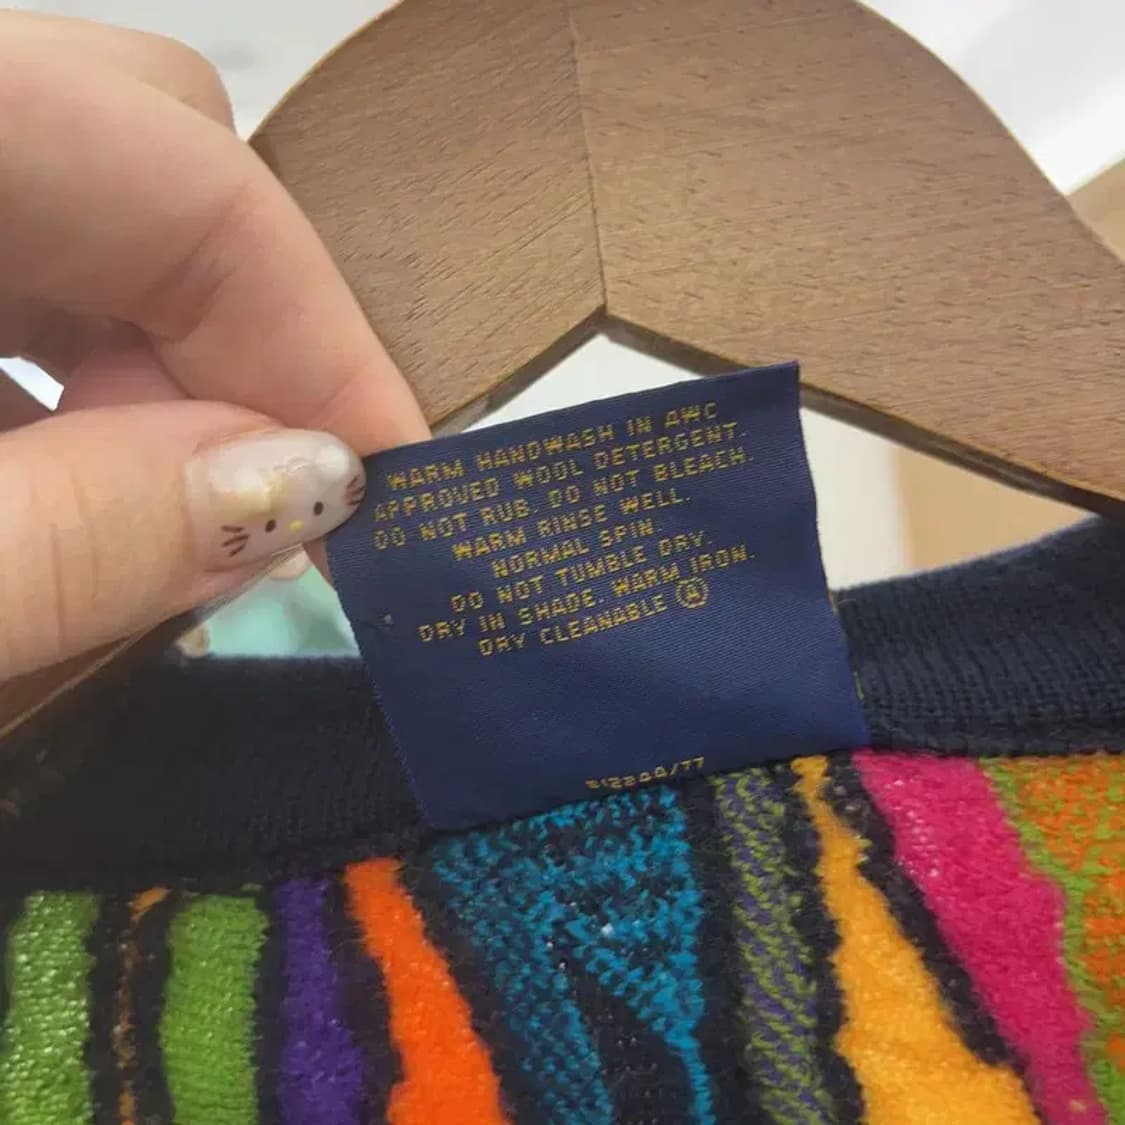 WARM HANDWASH IN AWC
APPROVED WOOL DETERGENT.
DO NOT RUB. DO NOT BLEACH.
WARM RINSE WELL.
NORMAL SPIN.
DO NOT TUMBLE DRY.
DRY IN SHADE. WARM IRON.
DRY CLEANABLE Ⓐ